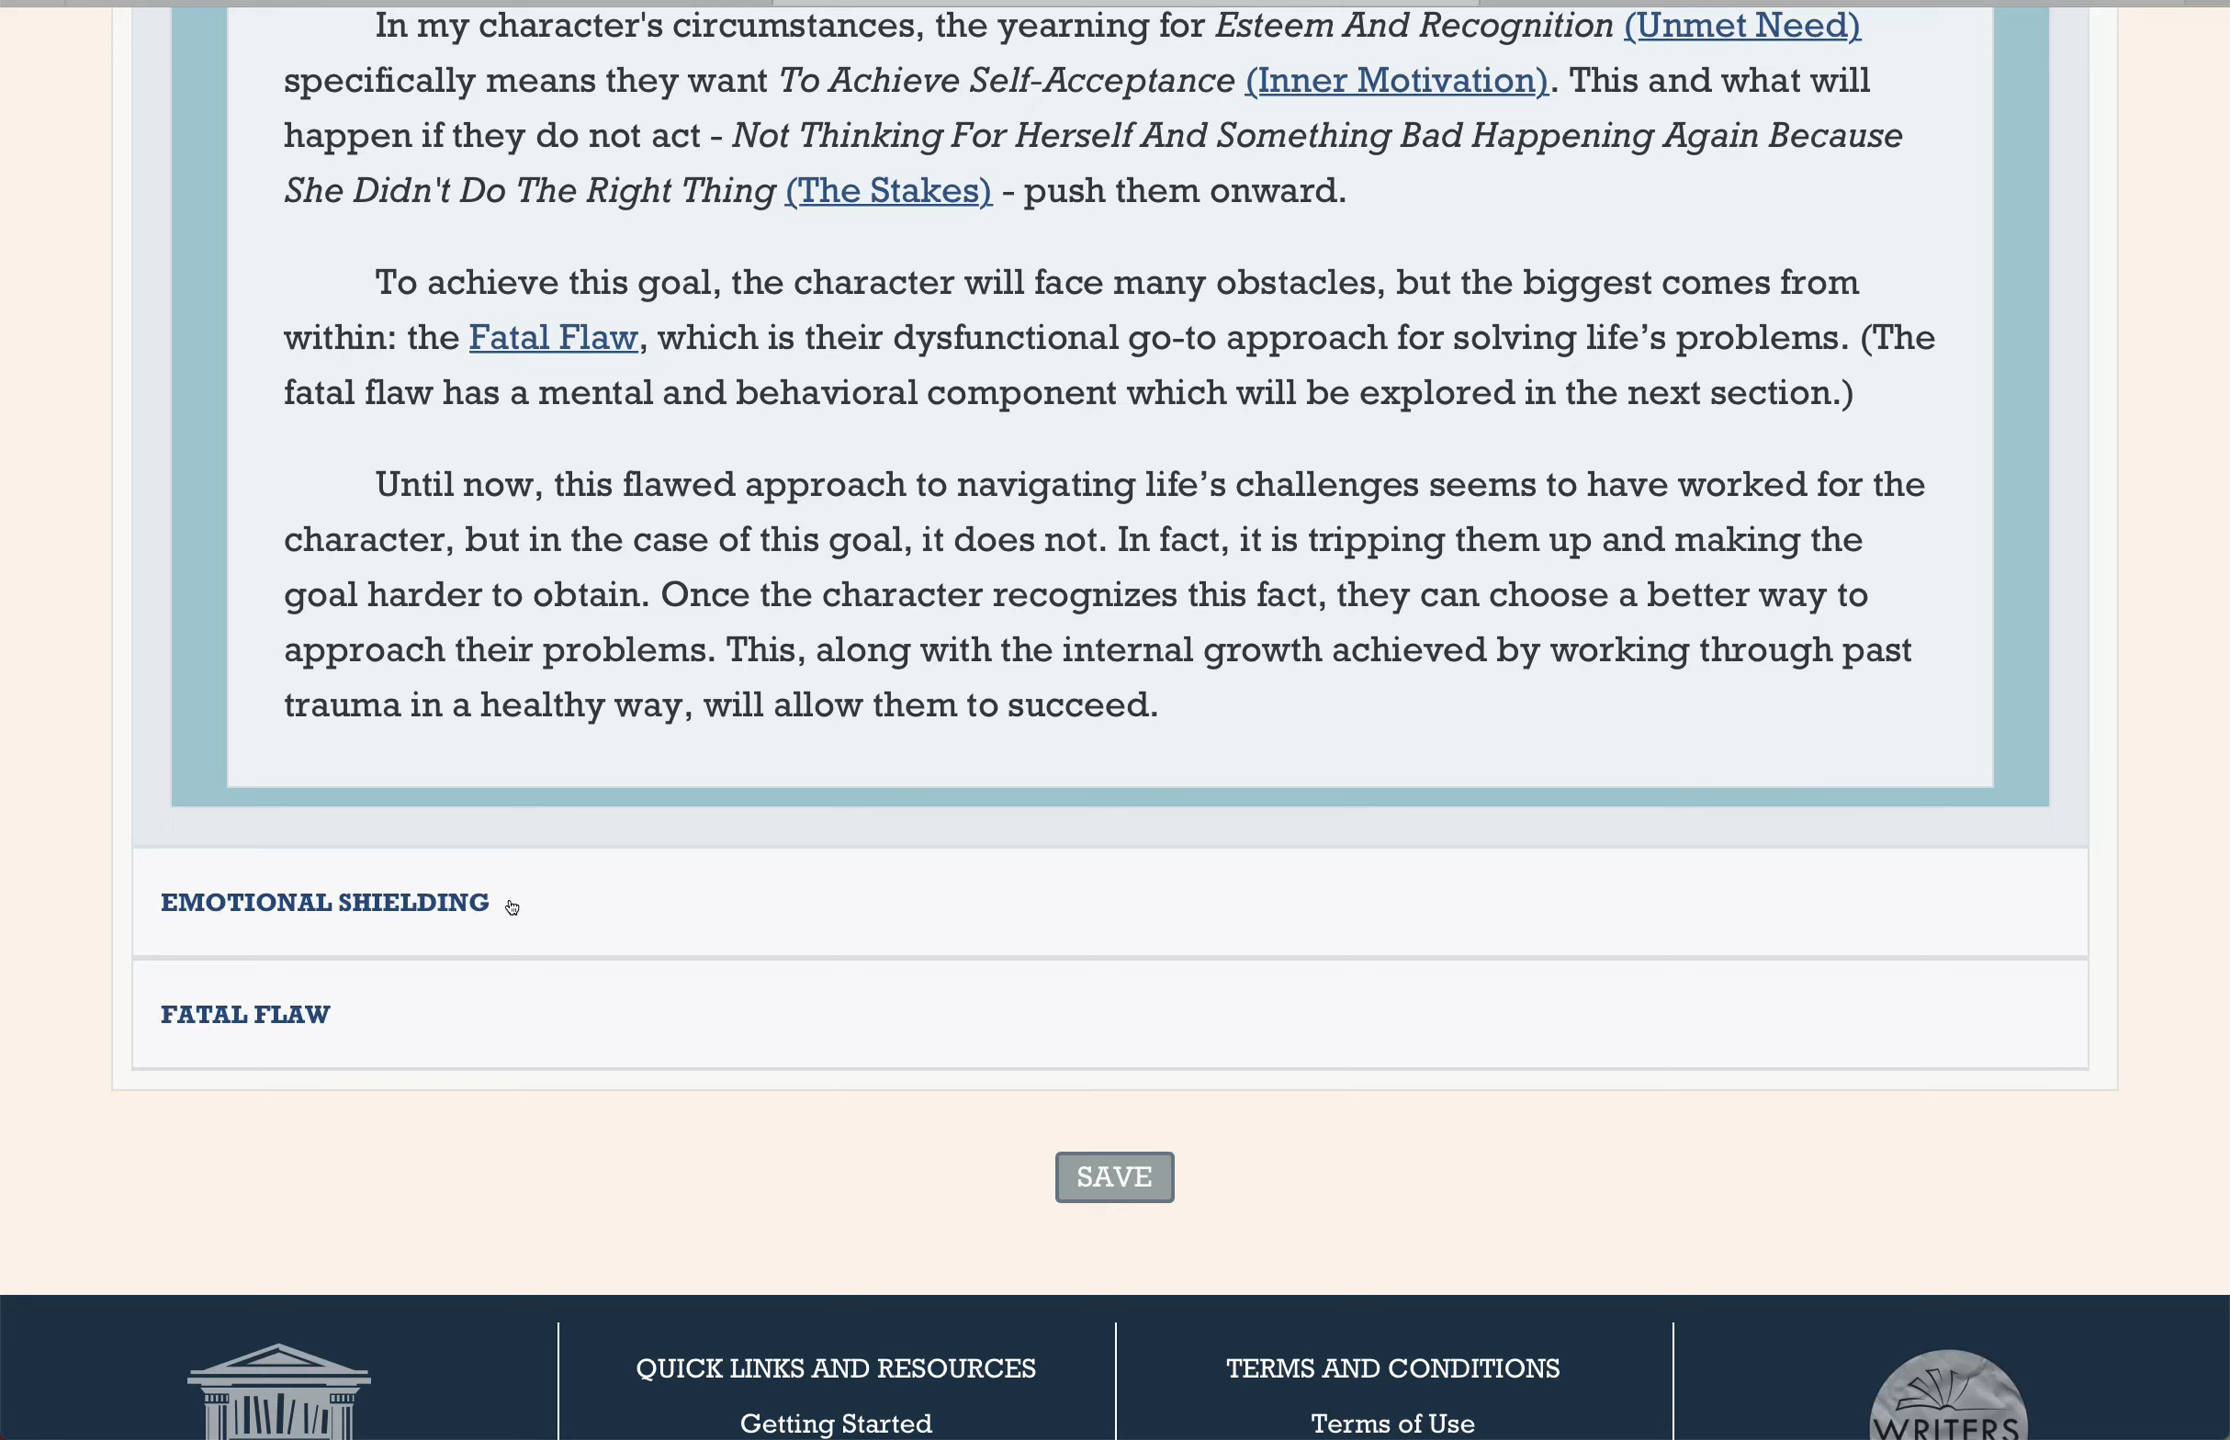 In my character's circumstances, the yearning for Esteem And Recognition (Unmet Need)
specifically means they want To Achieve Self-Acceptance (Inner Motivation). This and what will
happen if they do not act - Not Thinking For Herself And Something Bad Happening Again Because
She Didn't Do The Right Thing (The Stakes) - push them onward.
To achieve this goal, the character will face many obstacles, but the biggest comes from
within: the Fatal Flaw, which is their dysfunctional go-to approach for solving life’s problems. (The
fatal flaw has a mental and behavioral component which will be explored in the next section.)
Until now, this flawed approach to navigating life’s challenges seems to have worked for the
character, but in the case of this goal, it does not. In fact, it is tripping them up and making the
goal harder to obtain. Once the character recognizes this fact, they can choose a better way to
approach their problems. This, along with the internal growth achieved by working through past
trauma in a healthy way, will allow them to succeed.
EMOTIONAL SHIELDING
FATAL FLAW
SAVE
QUICK LINKS AND RESOURCES
Getting Started
TERMS AND CONDITIONS
Terms of Use
WRITERS